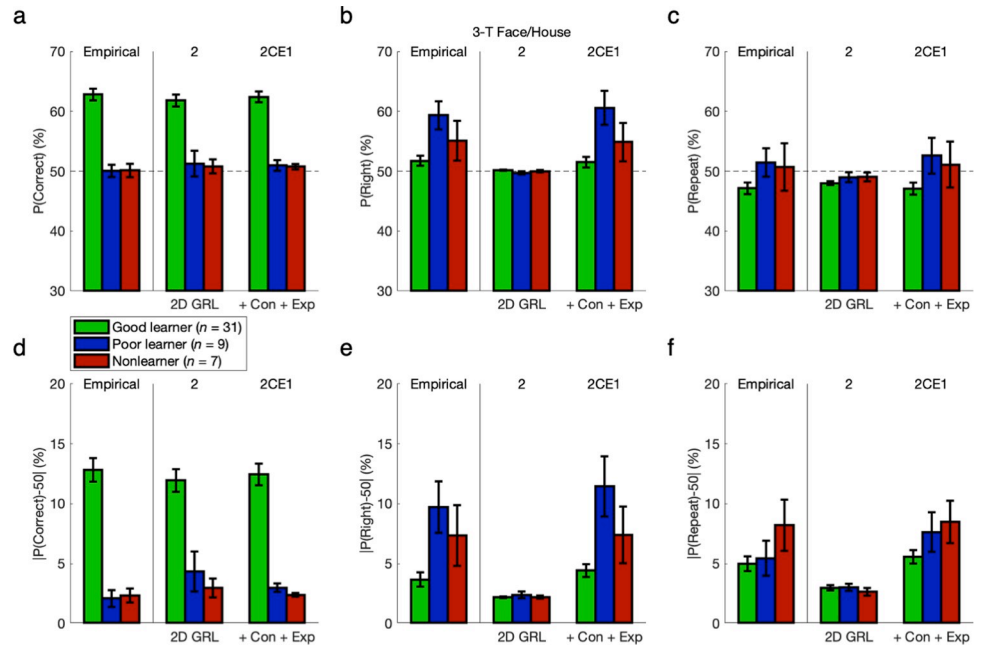 a
b
c
3-T Face/House
Empirical 2 2CE1
Empirical 2 2CE1
Empirical 2 2CE1
P(Correct) (%)
70
60
50
40
30
P(Right) (%)
70
60
50
40
30
P(Repeat) (%)
70
60
50
40
30
2D GRL + Con + Exp
2D GRL + Con + Exp
2D GRL + Con + Exp
Good learner (n = 31)
Poor learner (n = 9)
Nonlearner (n = 7)
d
e
f
Empirical 2 2CE1
Empirical 2 2CE1
Empirical 2 2CE1
|P(Correct)-50| (%)
20
15
10
5
0
|P(Right)-50| (%)
20
15
10
5
0
|P(Repeat)-50| (%)
20
15
10
5
0
2D GRL + Con + Exp
2D GRL + Con + Exp
2D GRL + Con + Exp